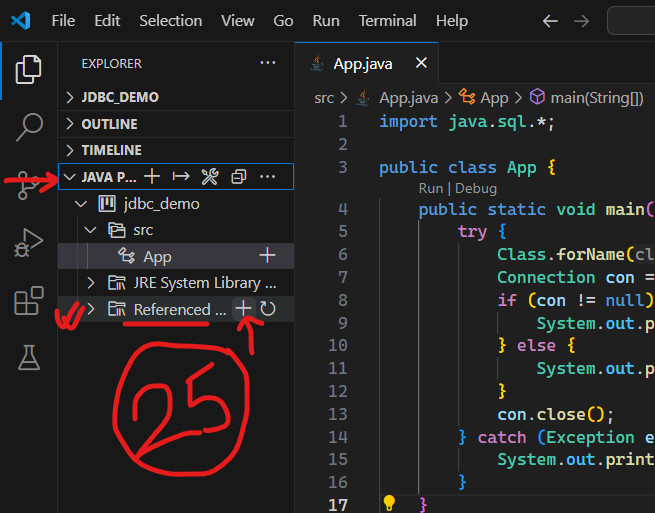 File Edit Selection View Go Run Terminal Help
EXPLORER
JDBC_DEMO
OUTLINE
TIMELINE
JAVA P...
jdbc_demo
src
App
JRE System Library ...
Referenced ...
25
App.java
src > App.java > App > main(String[])
1 import java.sql.*;
2
3 public class App {
Run | Debug
4 public static void main(
5 try {
6 Class.forName(cl
7 Connection con =
8 if (con != null)
9 System.out.p
10 } else {
11 System.out.p
12 }
13 con.close();
14 } catch (Exception e
15 System.out.print
16 }
17 }